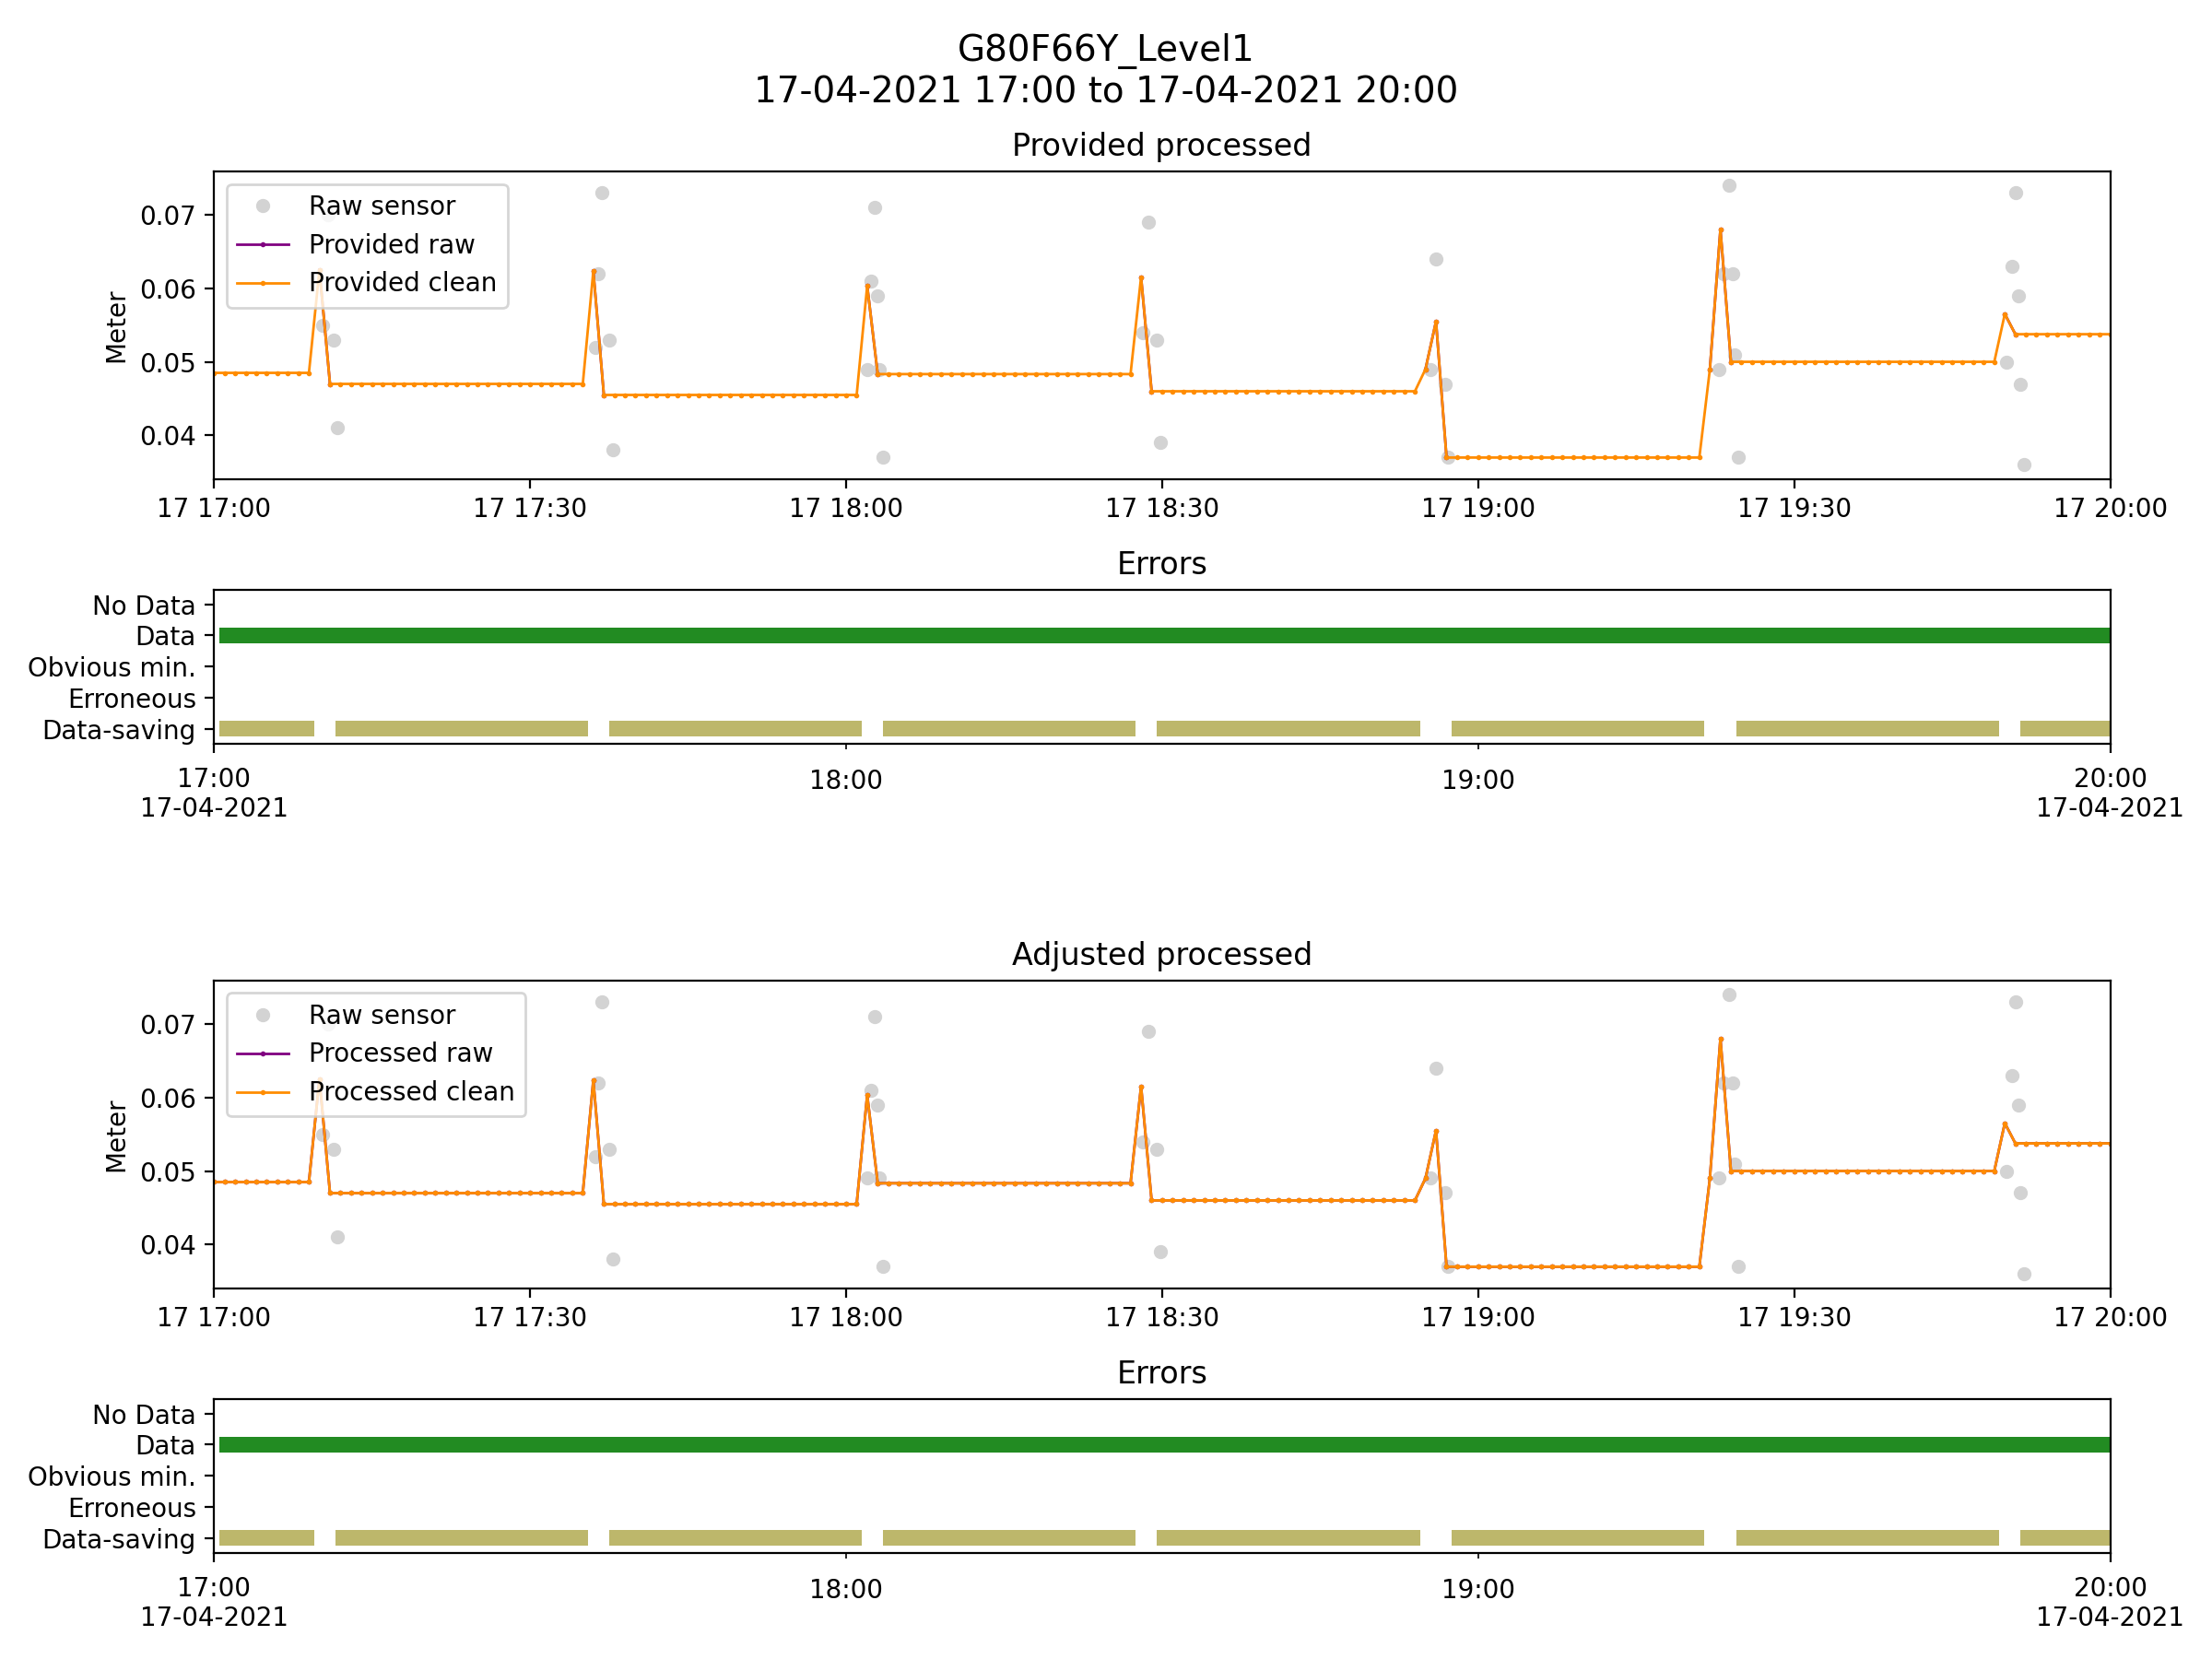 G80F66Y_Level1
17-04-2021 17:00 to 17-04-2021 20:00
Provided processed
Raw sensor
Provided raw
Provided clean
Meter
0.07
0.06
0.05
0.04
17 17:00 17 17:30 17 18:00 17 18:30 17 19:00 17 19:30 17 20:00
Errors
No Data
Data
Obvious min.
Erroneous
Data-saving
17:00 18:00 19:00 20:00
17-04-2021 17-04-2021
Adjusted processed
Raw sensor
Processed raw
Processed clean
Meter
0.07
0.06
0.05
0.04
17 17:00 17 17:30 17 18:00 17 18:30 17 19:00 17 19:30 17 20:00
Errors
No Data
Data
Obvious min.
Erroneous
Data-saving
17:00 18:00 19:00 20:00
17-04-2021 17-04-2021